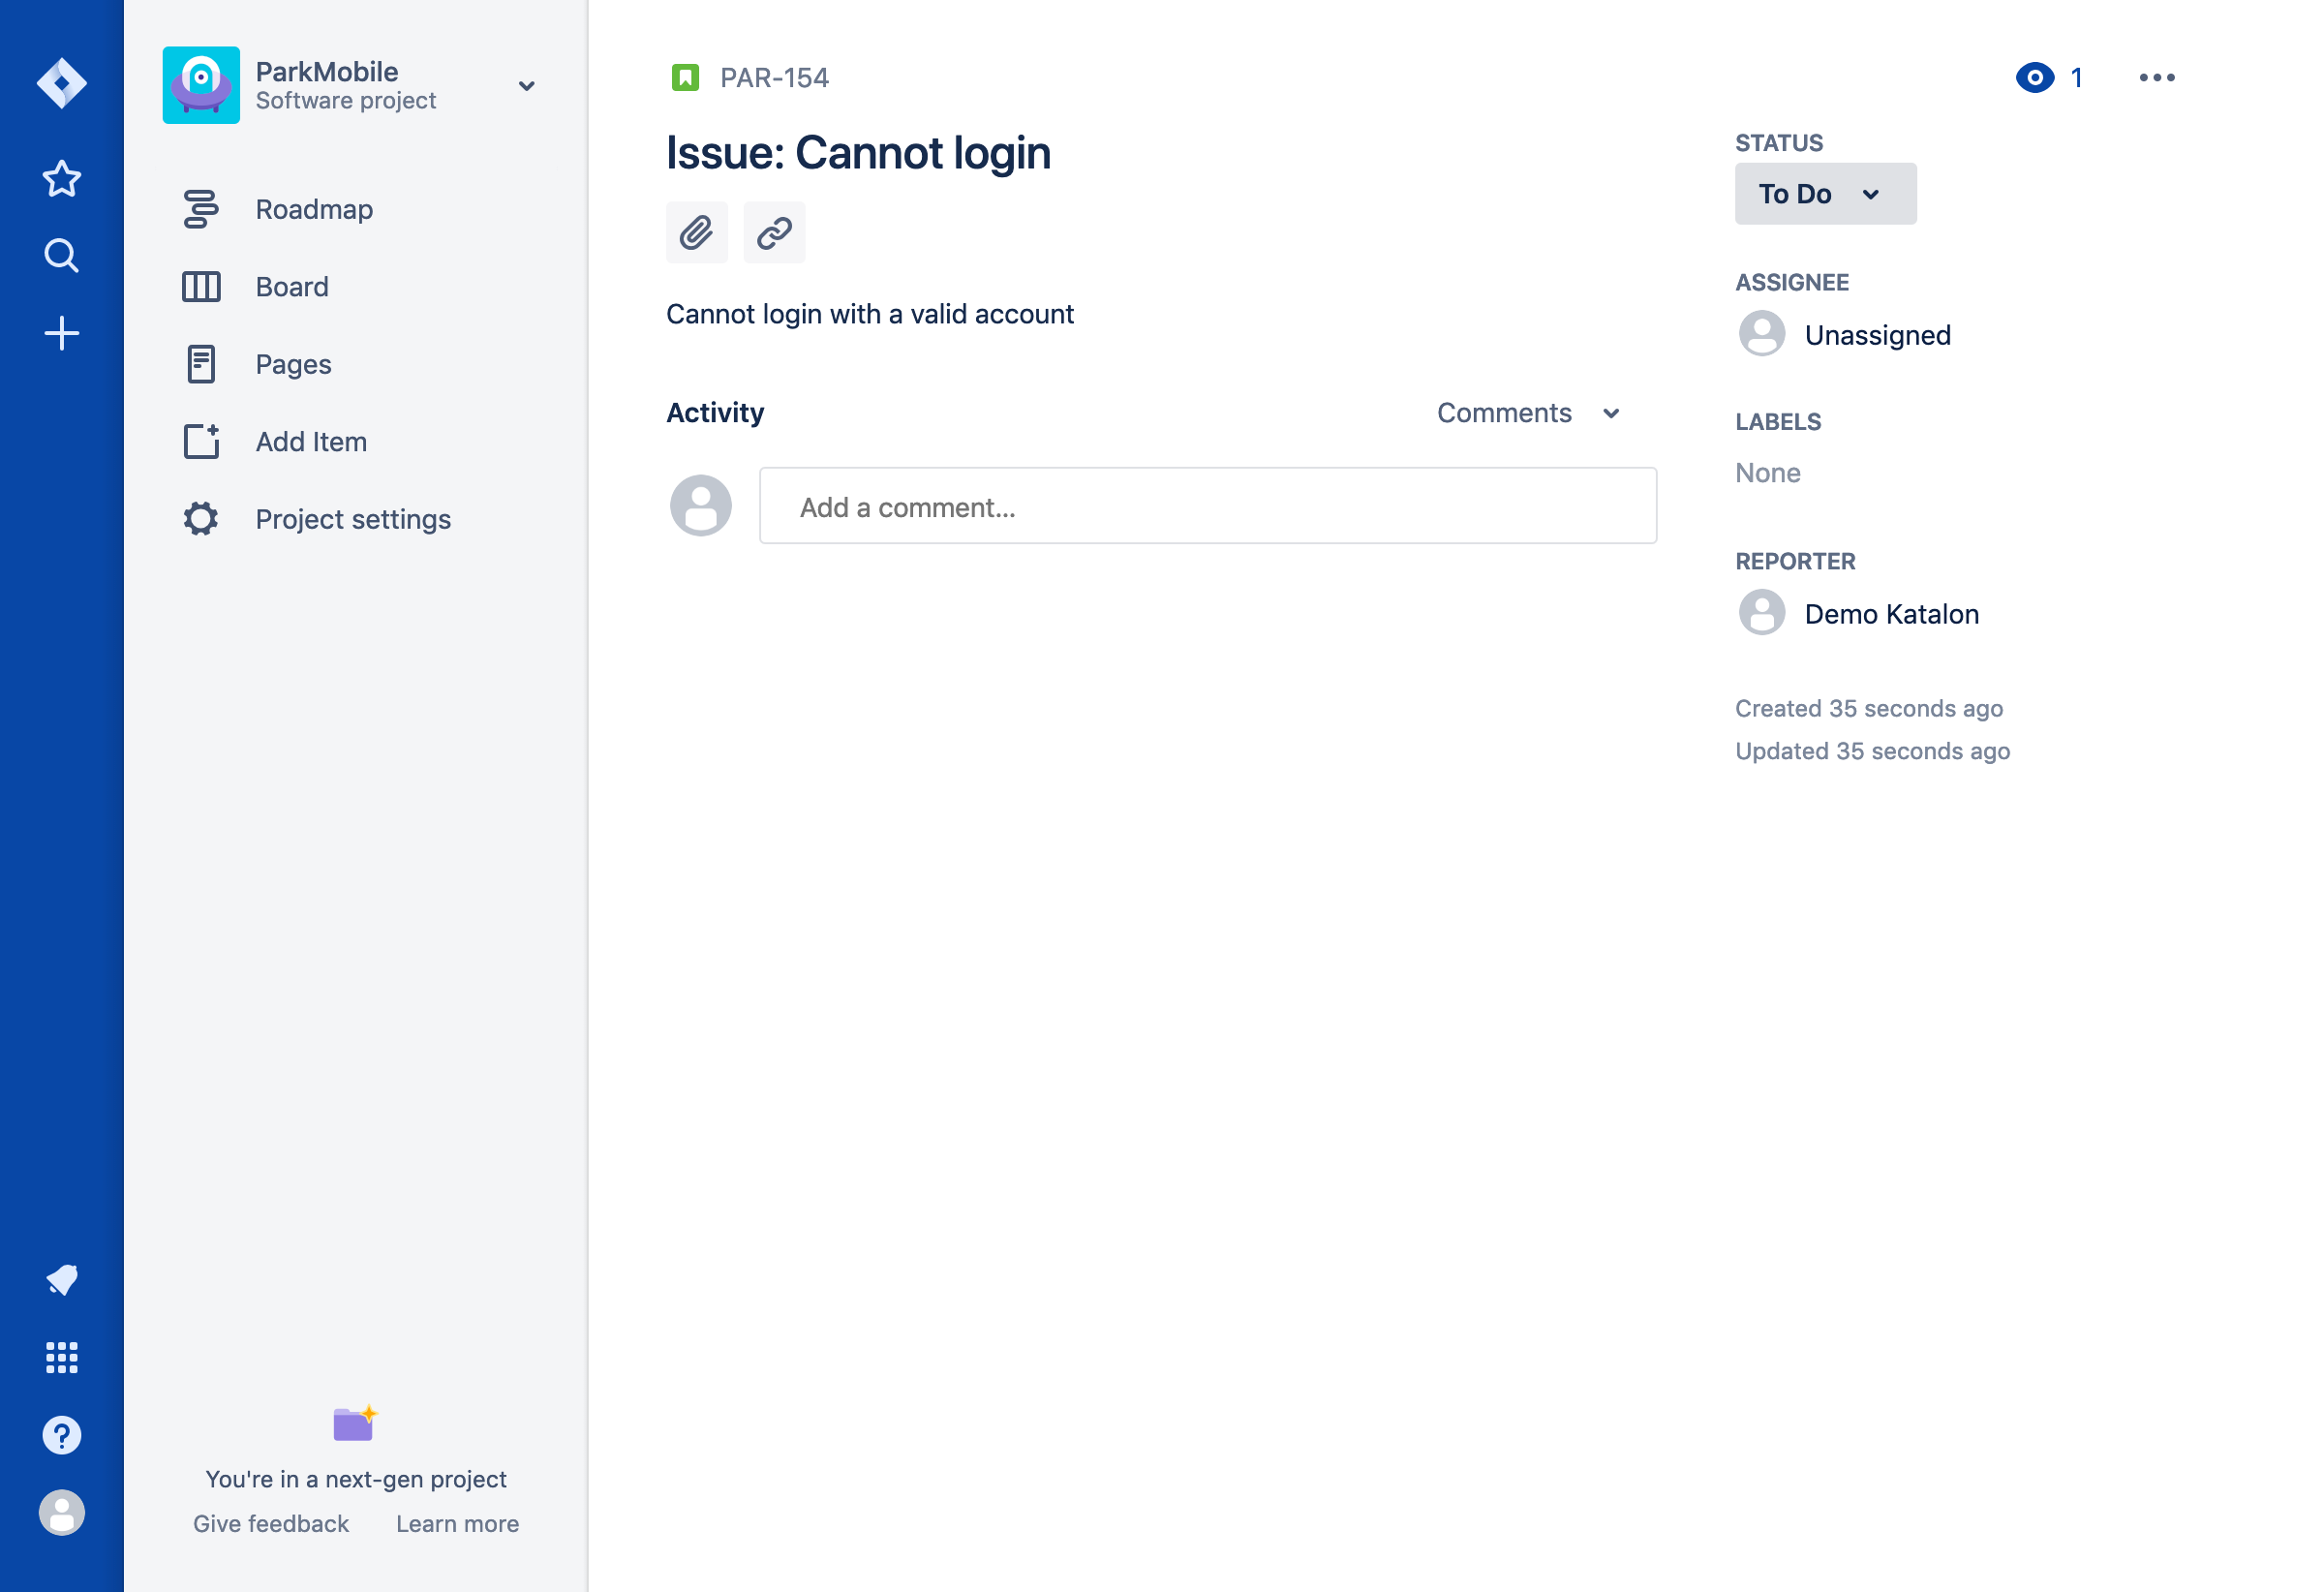 ParkMobile
Software project
Roadmap
Board
Pages
Add Item
Project settings
You're in a next-gen project
Give feedback Learn more
PAR-154
1
Issue: Cannot login
Cannot login with a valid account
Activity
Comments
Add a comment...
STATUS
To Do
ASSIGNEE
Unassigned
LABELS
None
REPORTER
Demo Katalon
Created 35 seconds ago
Updated 35 seconds ago